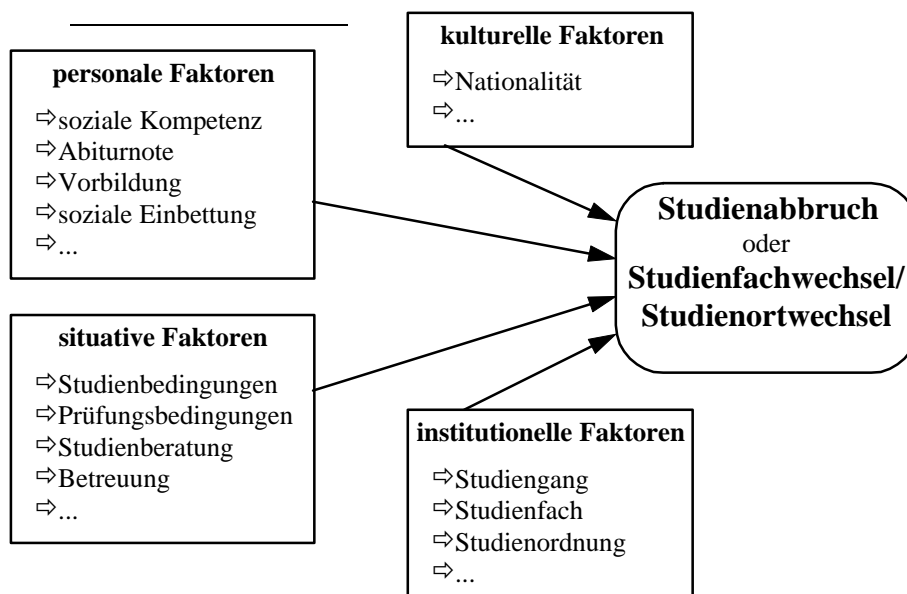 personale Faktoren
⇨soziale Kompetenz
⇨Abiturnote
⇨Vorbildung
⇨soziale Einbettung
⇨...
kulturelle Faktoren
⇨Nationalität
⇨...
Studienabbruch
oder
Studienfachwechsel/
Studienortwechsel
situative Faktoren
⇨Studienbedingungen
⇨Prüfungsbedingungen
⇨Studienberatung
⇨Betreuung
⇨...
institutionelle Faktoren
⇨Studiengang
⇨Studienfach
⇨Studienordnung
⇨...